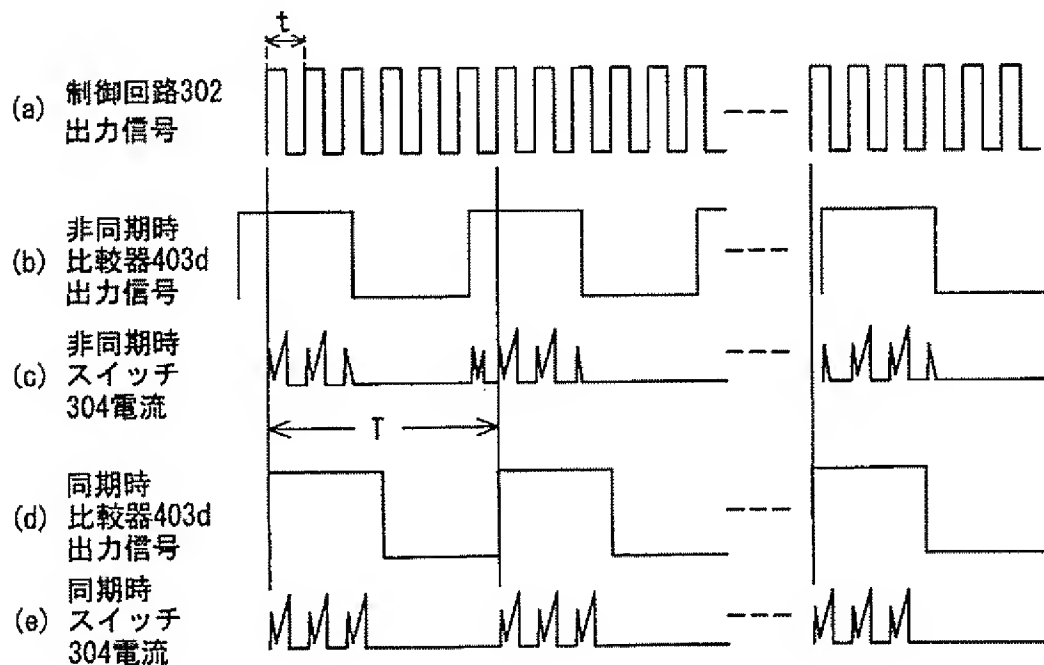 t
(a) 制御回路302
出力信号
非同期時
(b) 比較器403d
出力信号
非同期時
(c) スイッチ
304電流
T
同期時
(d) 比較器403d
出力信号
同期時
(e) スイッチ
304電流